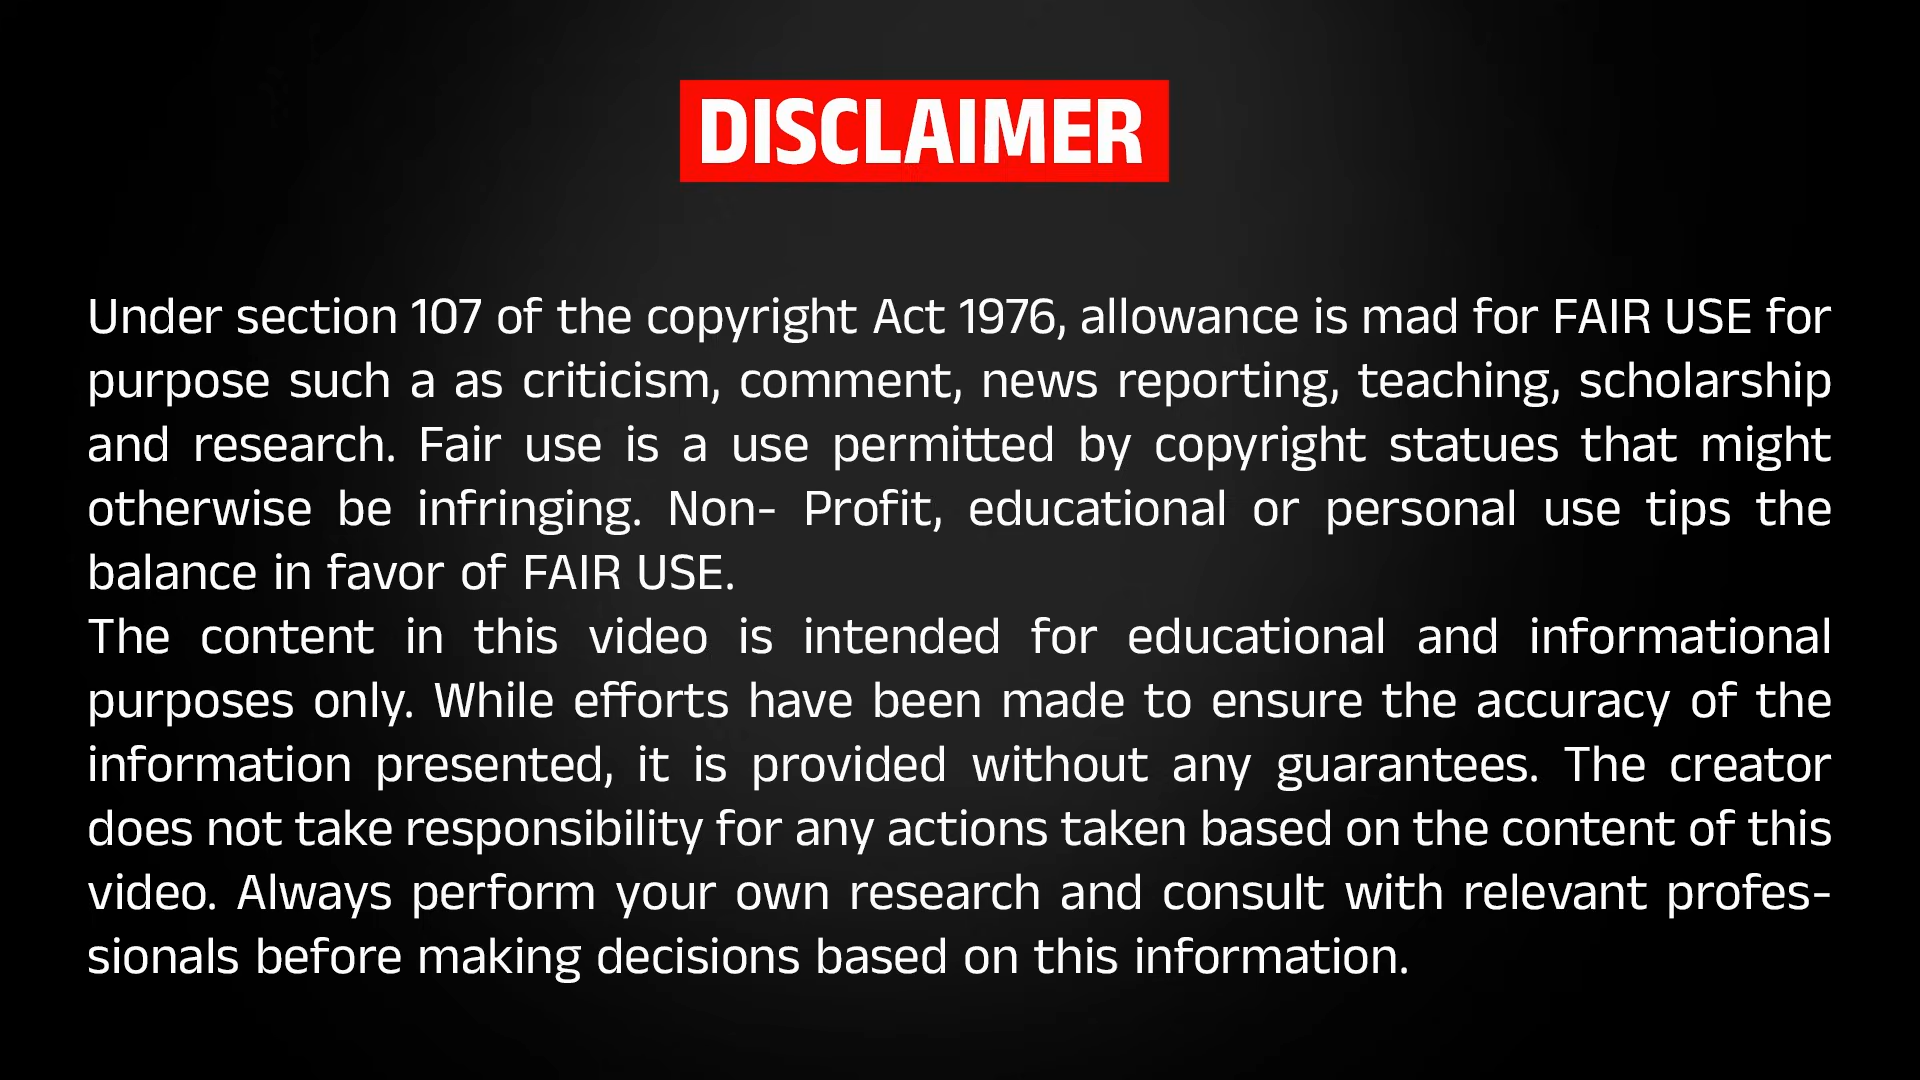 DISCLAIMER
Under section 107 of the copyright Act 1976, allowance is mad for FAIR USE for
purpose such a as criticism, comment, news reporting, teaching, scholarship
and research. Fair use is a use permitted by copyright statues that might
otherwise be infringing. Non- Profit, educational or personal use tips the
balance in favor of FAIR USE.
The content in this video is intended for educational and informational
purposes only. While efforts have been made to ensure the accuracy of the
information presented, it is provided without any guarantees. The creator
does not take responsibility for any actions taken based on the content of this
video. Always perform your own research and consult with relevant profes-
sionals before making decisions based on this information.